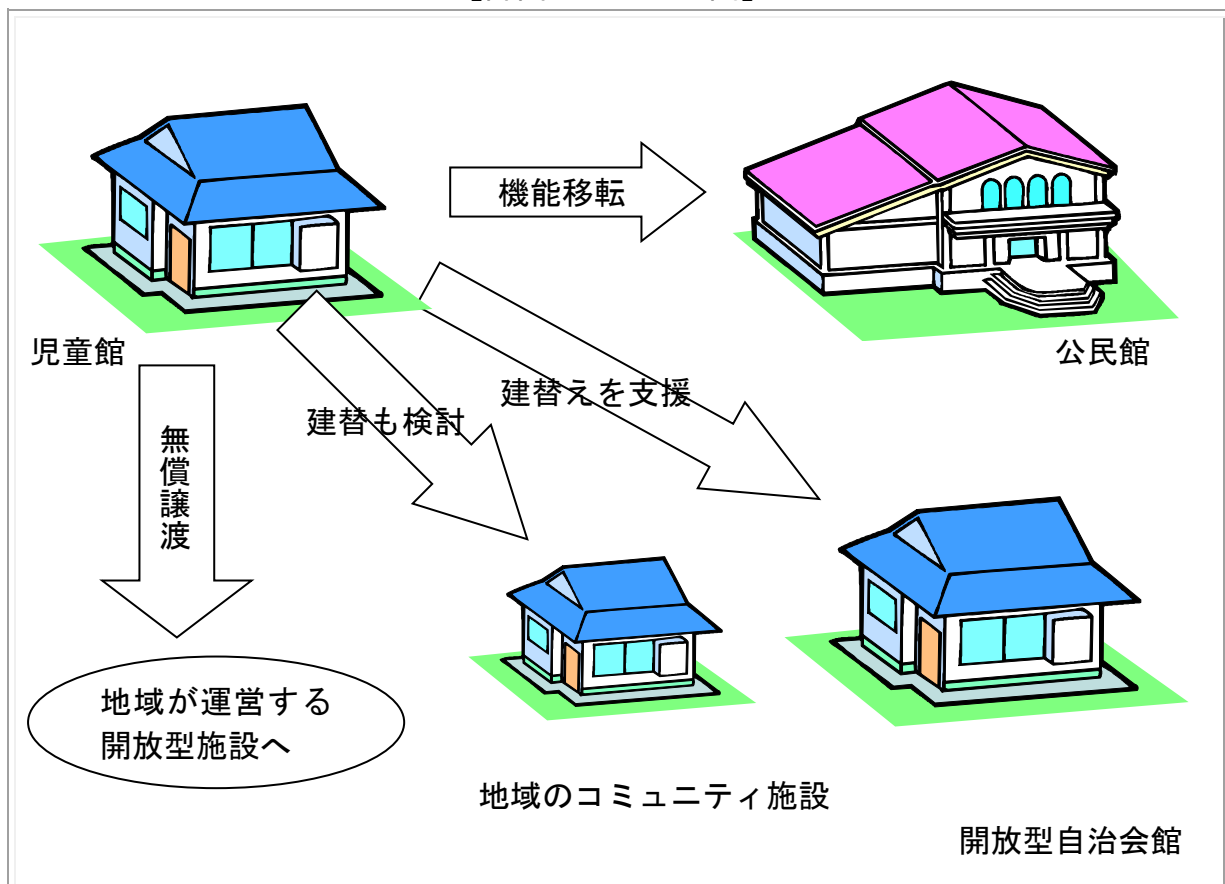 機能移転
児童館
公民館
建替えを支援
建替も検討
無償譲渡
地域が運営する
開放型施設へ
地域のコミュニティ施設
開放型自治会館